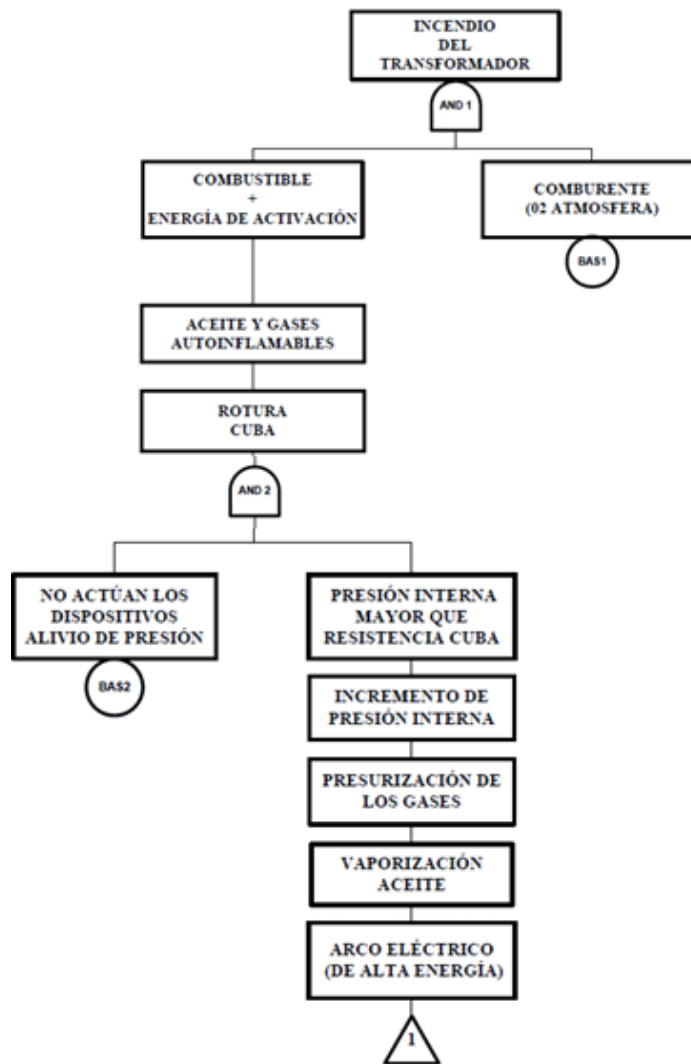 INCENDIO
DEL
TRANSFORMADOR
AND 1
COMBUSTIBLE
+
ENERGÍA DE ACTIVACIÓN
COMBURENTE
(02 ATMOSFERA)
BAS1
ACEITE Y GASES
AUTOINFLAMABLES
ROTURA
CUBA
AND 2
NO ACTÚAN LOS
DISPOSITIVOS
ALIVIO DE PRESIÓN
BAS2
PRESIÓN INTERNA
MAYOR QUE
RESISTENCIA CUBA
INCREMENTO DE
PRESIÓN INTERNA
PRESURIZACIÓN DE
LOS GASES
VAPORIZACIÓN
ACEITE
ARCO ELÉCTRICO
(DE ALTA ENERGÍA)
1